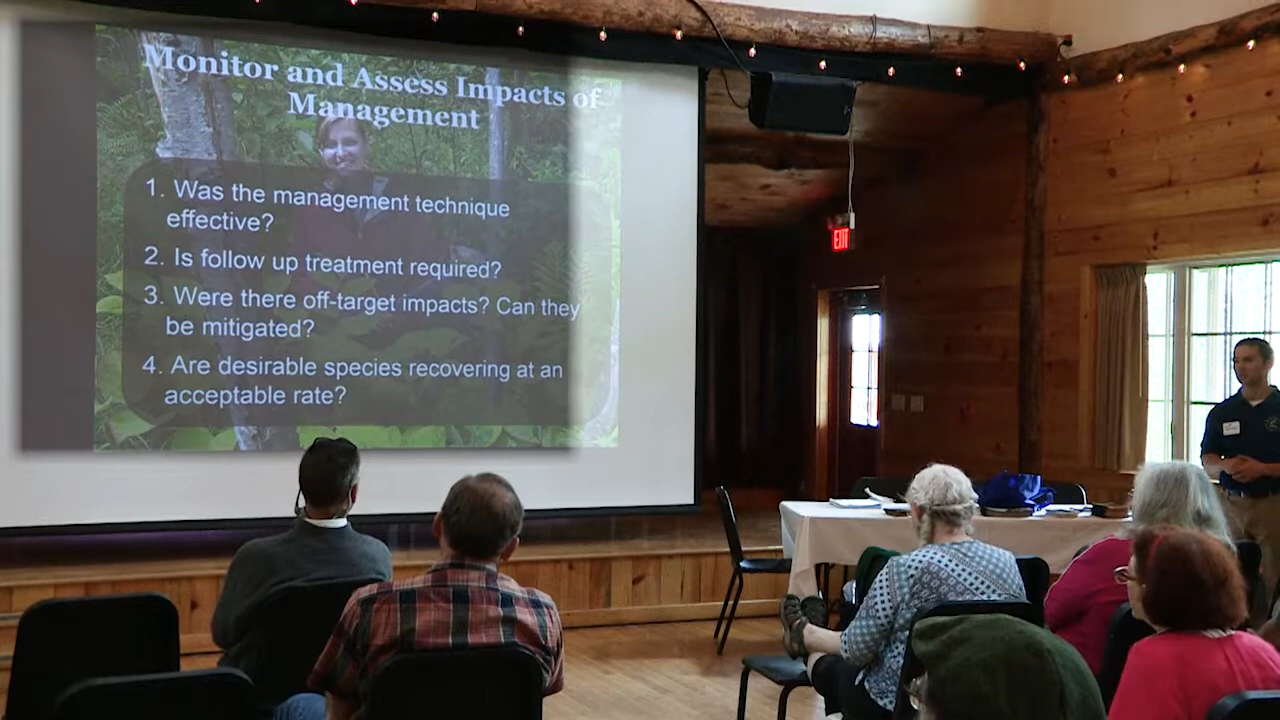 Monitor and Assess Impacts of
Management
1. Was the management technique
effective?
2. Is follow up treatment required?
3. Were there off-target impacts? Can they
be mitigated?
4. Are desirable species recovering at an
acceptable rate?
EXIT